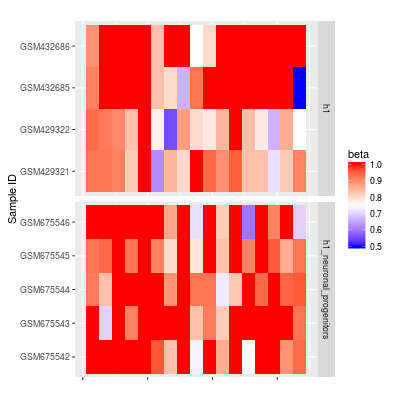 GSM432686
GSM432685
GSM429322
GSM429321
h1
GSM675546
GSM675545
GSM675544
GSM675543
GSM675542
h1_neuronal_progenitors
Sample ID
beta
1.0
0.9
0.8
0.7
0.6
0.5